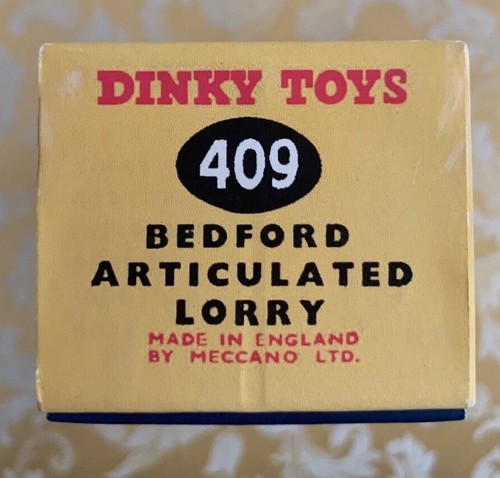 DINKY TOYS
409
BEDFORD
ARTICULATED
LORRY
MADE IN ENGLAND
BY MECCANO LTD.